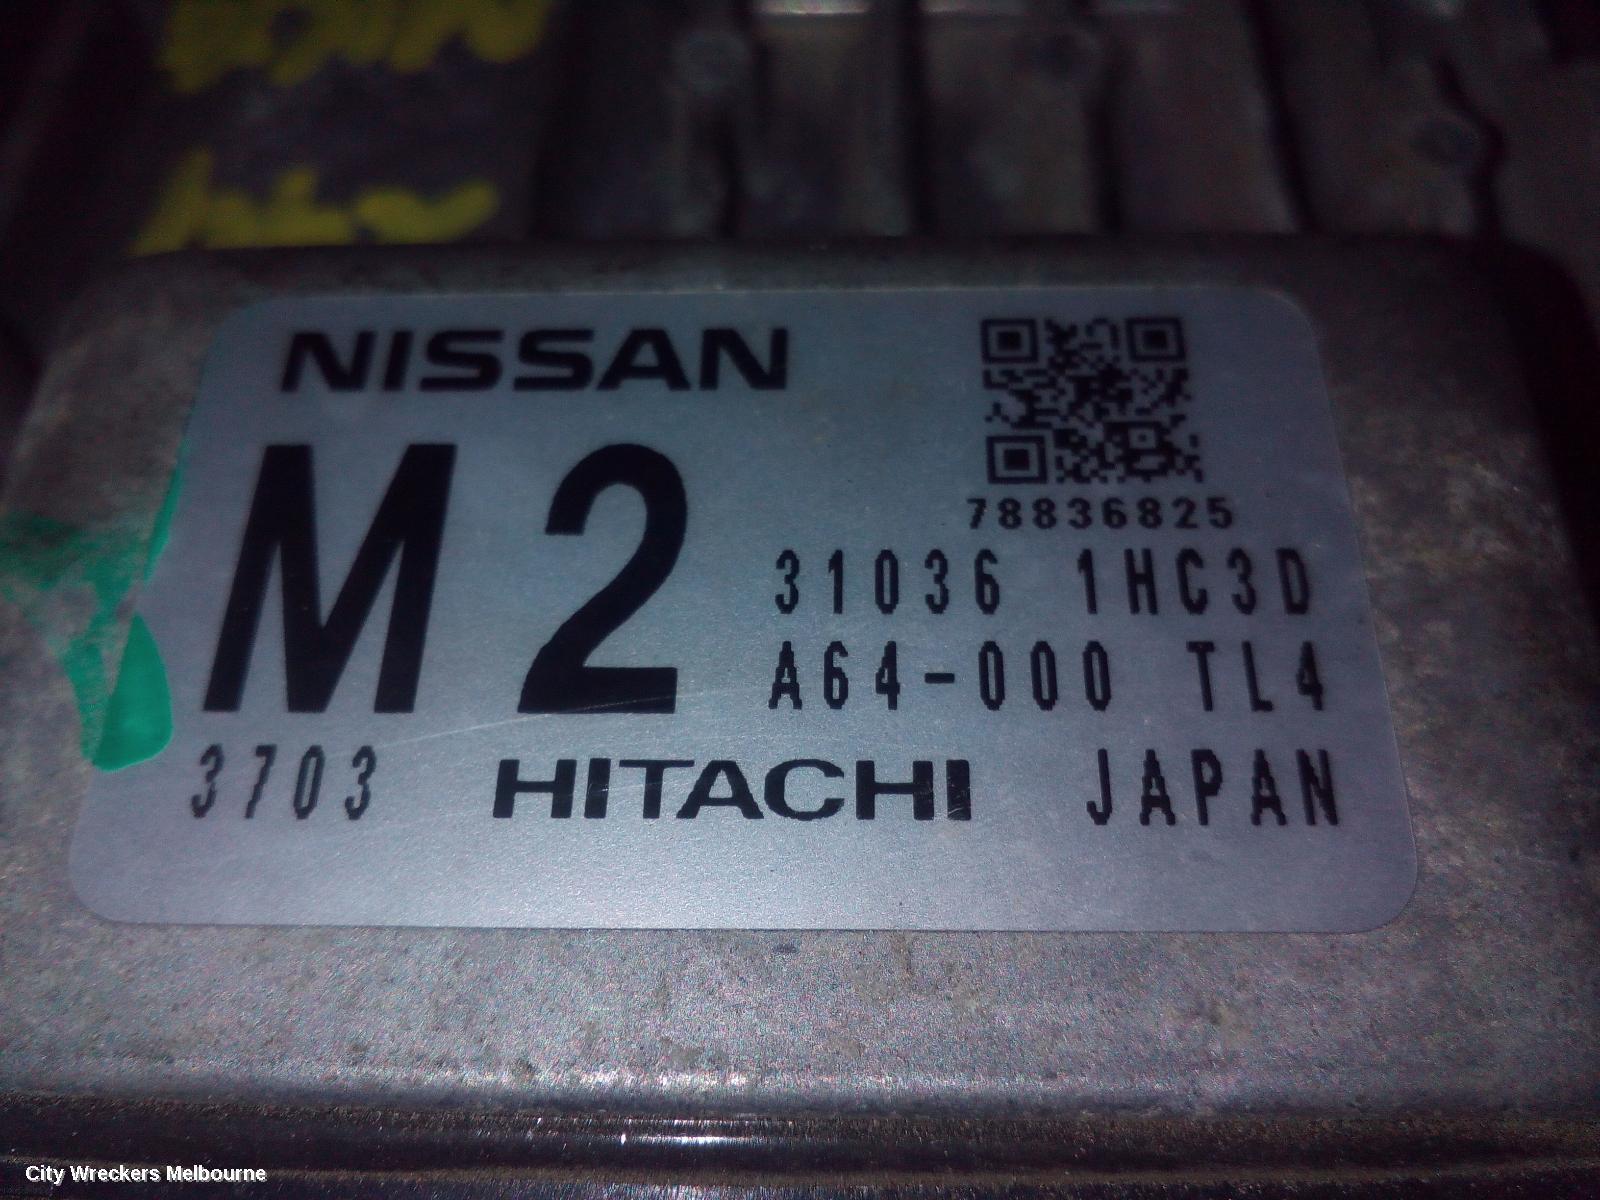 NISSAN
M2
78836825
31036 1HC3D
A64-000 TL4
3703 HITACHI JAPAN
City Wreckers Melbourne